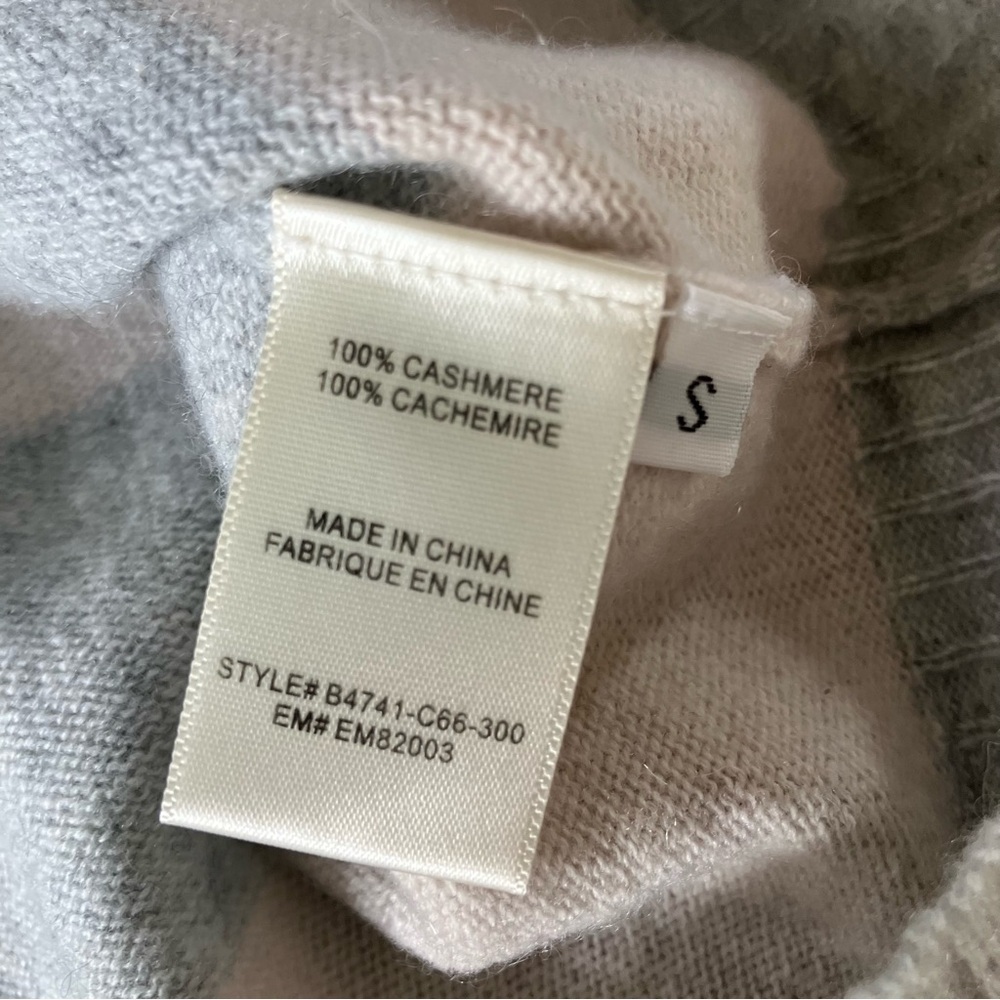 100% CASHMERE
100% CACHEMIRE
MADE IN CHINA
FABRIQUE EN CHINE
STYLE# B4741-C66-300
EM# EM82003
S